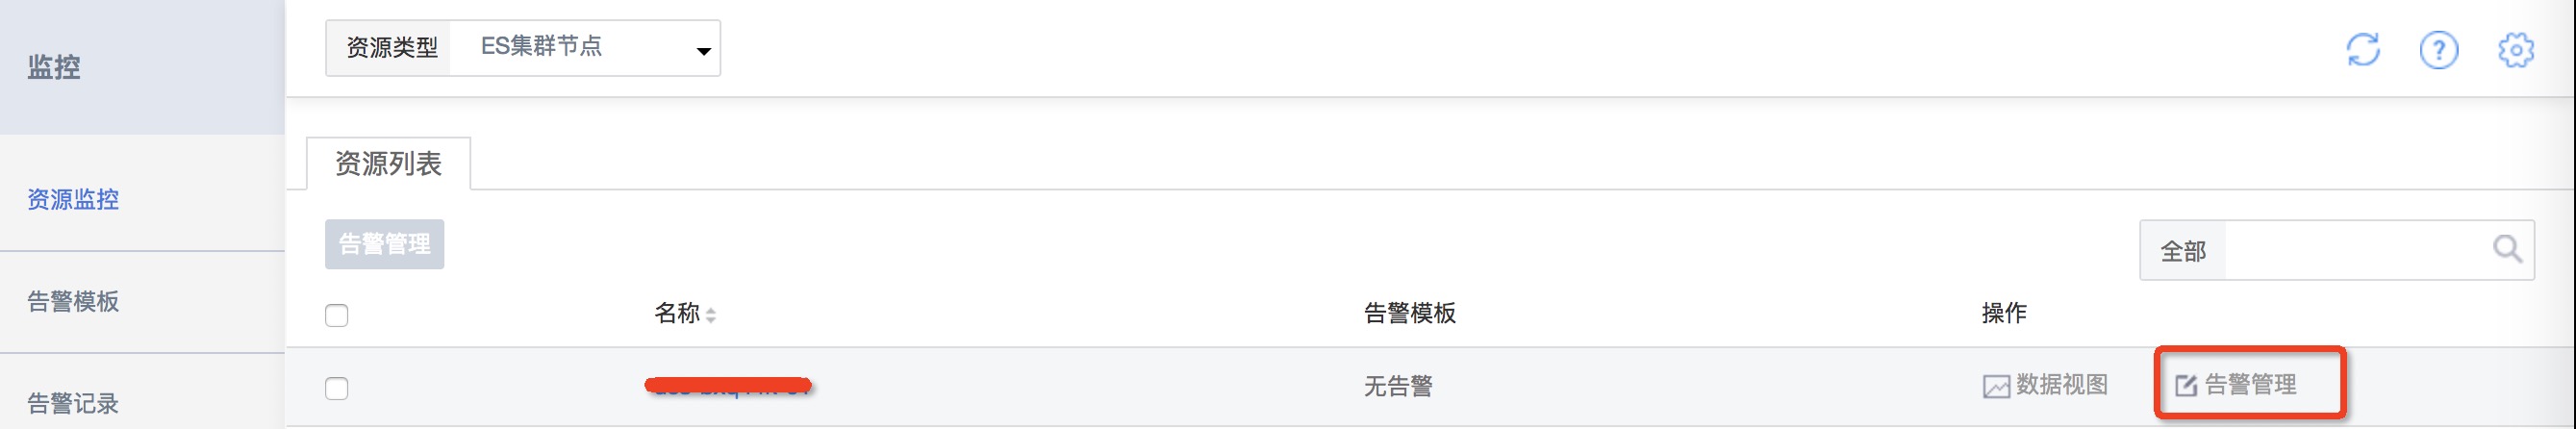 监控
资源类型 ES集群节点
?
资源列表
资源监控
告警管理
全部
告警模板
名称 告警模板 操作
无告警 数据视图 告警管理
告警记录